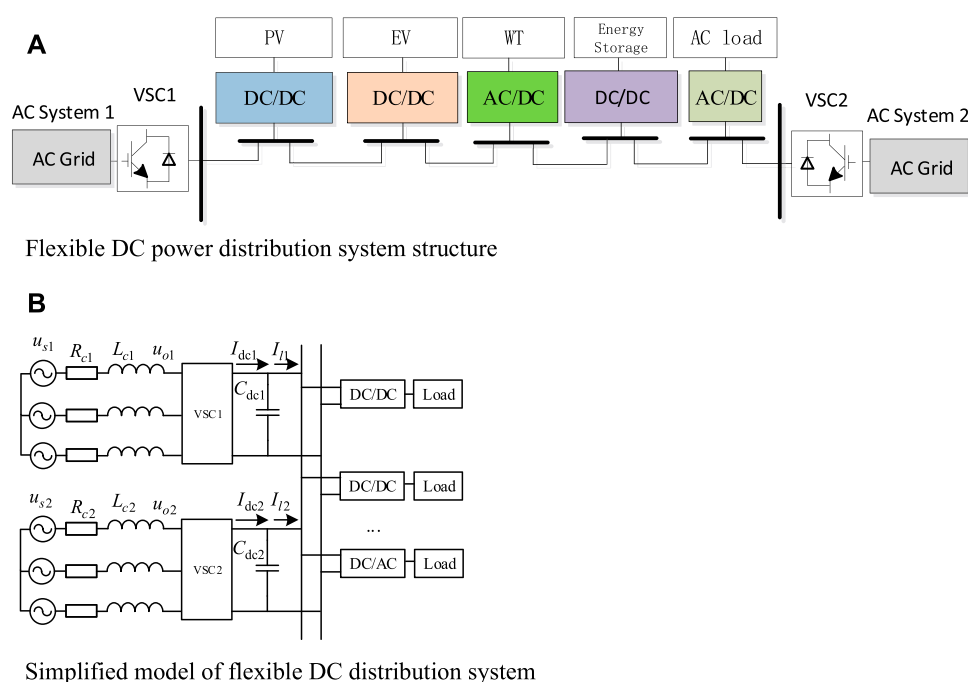 A
PV
EV
WT
Energy
Storage
AC load
DC/DC
DC/DC
AC/DC
DC/DC
AC/DC
AC System 1
VSC1
VSC2
AC System 2
AC Grid
AC Grid
Flexible DC power distribution system structure
B
us1 Rc1 Lc1 uo1 Idc1 Il1
Cdc1
VSC1
DC/DC Load
DC/DC Load
us2 Rc2 Lc2 uo2 Idc2 Il2
...
Cdc2
VSC2
DC/AC Load
Simplified model of flexible DC distribution system